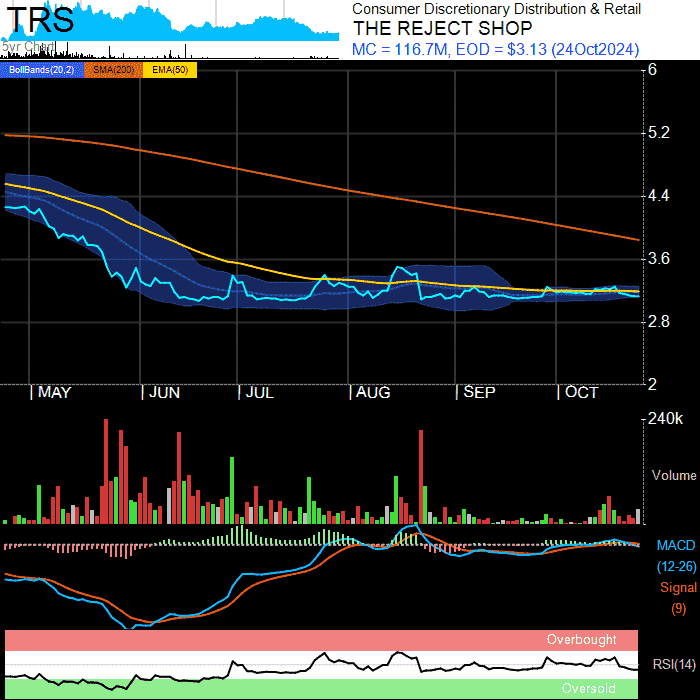 TRS
5yr Chart
Consumer Discretionary Distribution & Retail
THE REJECT SHOP
MC = 116.7M, EOD = $3.13 (24Oct2024)
BollBands(20,2) SMA(200) EMA(50)
6
5.2
4.4
3.6
2.8
2
MAY JUN JUL AUG SEP OCT
240k
Volume
MACD
(12-26)
Signal
(9)
Overbought
RSI(14)
Oversold